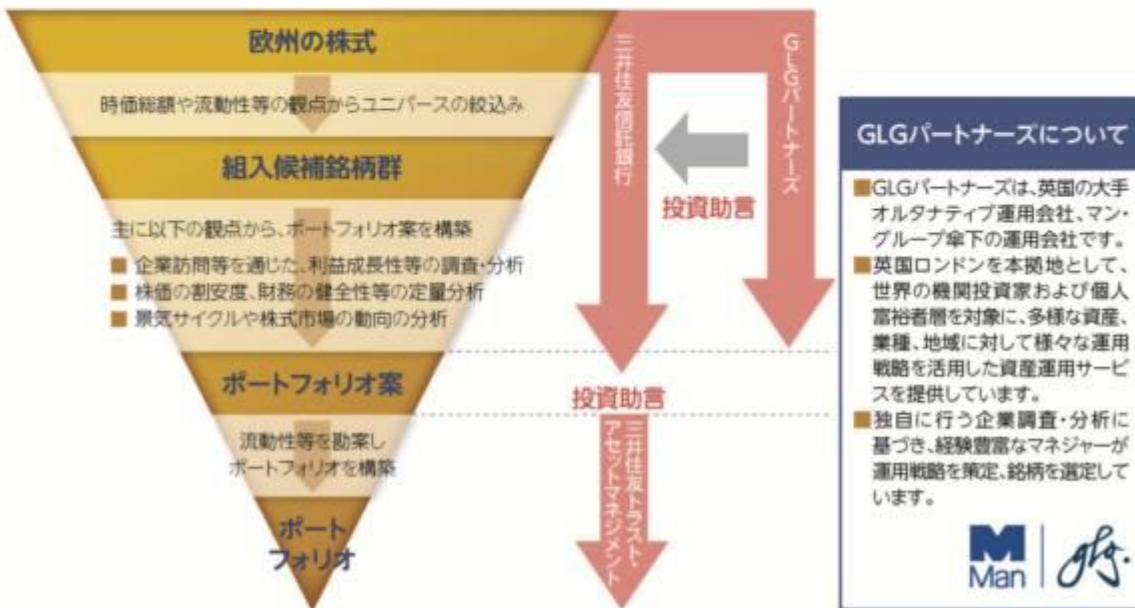 欧州の株式
時価総額や流動性等の観点からユニバースの絞込み
組入候補銘柄群
主に以下の観点から、ポートフォリオ案を構築
■ 企業訪問等を通じた、利益成長性等の調査・分析
■ 株価の割安度、財務の健全性等の定量分析
■ 景気サイクルや株式市場の動向の分析
ポートフォリオ案
流動性等を勘案し
ポートフォリオを構築
ポート
フォリオ
三井住友信託銀行
GLGパートナーズ
投資助言
投資助言
三井住友トラスト・
アセットマネジメント
GLGパートナーズについて
■GLGパートナーズは、英国の大手
オルタナティブ運用会社、マン・
グループ傘下の運用会社です。
■英国ロンドンを本拠地として、
世界の機関投資家および個人
富裕者層を対象に、多様な資産、
業種、地域に対して様々な運用
戦略を活用した資産運用サービ
スを提供しています。
■独自に行う企業調査・分析に
基づき、経験豊富なマネジャーが
運用戦略を策定、銘柄を選定して
います。
M
Man
glg.